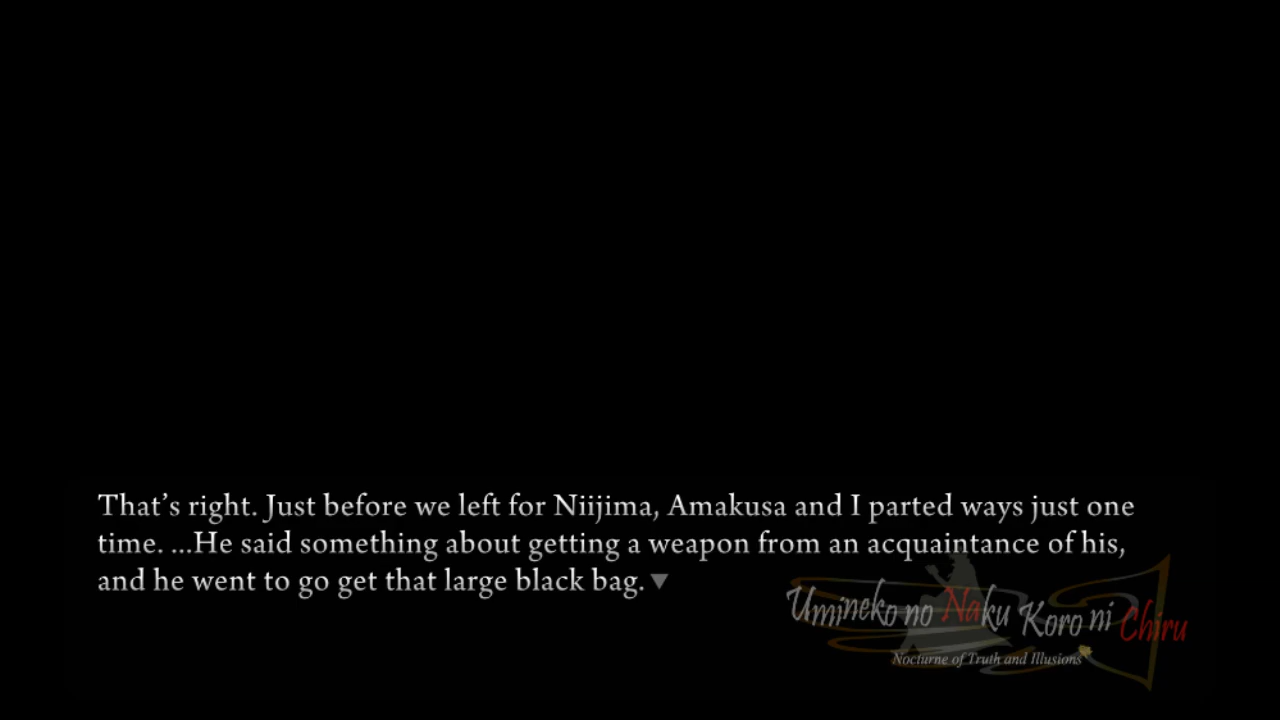 That's right. Just before we left for Niijima, Amakusa and I parted ways just one
time. ...He said something about getting a weapon from an acquaintance of his,
and he went to go get that large black bag.
Umineko no Naku Koro ni Chiru
Nocturne of Truth and Illusions